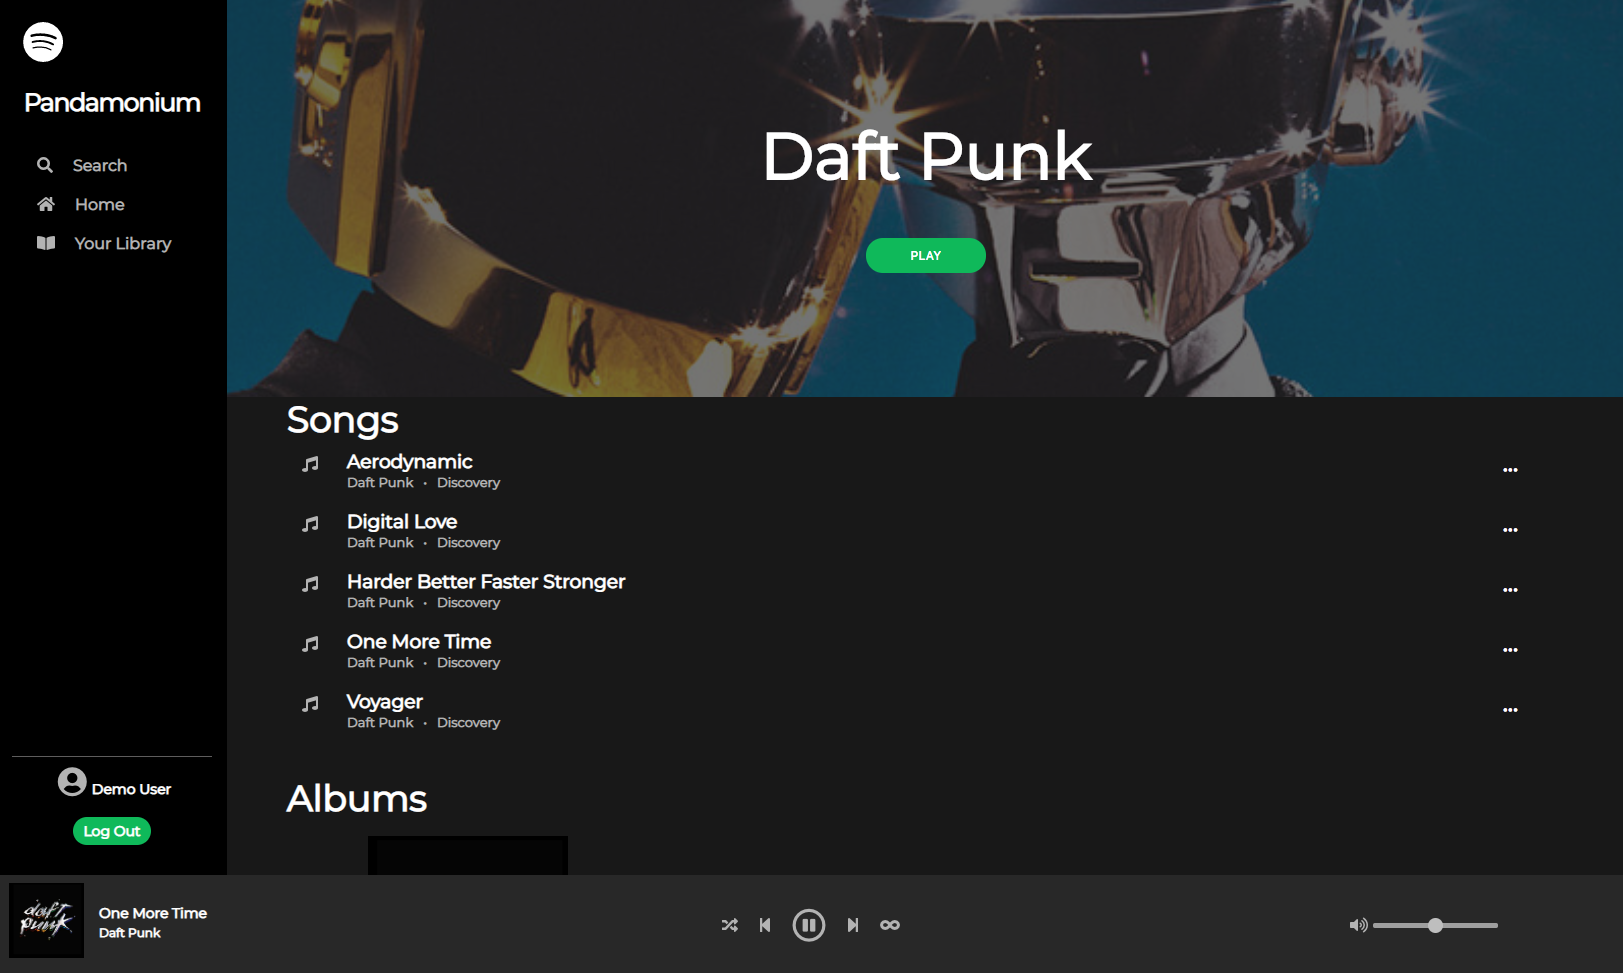 Pandamonium
Search
Home
Your Library
Demo User
Log Out
Daft Punk
PLAY
Songs
Aerodynamic
Daft Punk • Discovery
Digital Love
Daft Punk • Discovery
Harder Better Faster Stronger
Daft Punk • Discovery
One More Time
Daft Punk • Discovery
Voyager
Daft Punk • Discovery
Albums
daft
punk
One More Time
Daft Punk